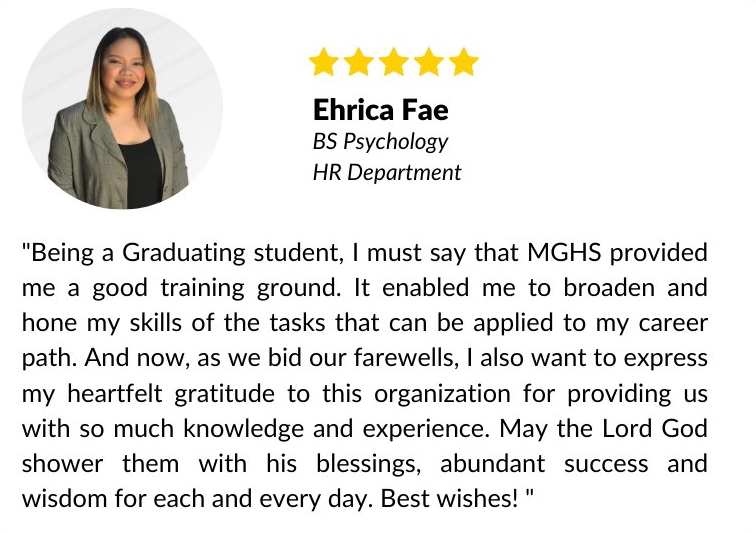 Ehrica Fae
BS Psychology
HR Department
"Being a Graduating student, I must say that MGHS provided
me a good training ground. It enabled me to broaden and
hone my skills of the tasks that can be applied to my career
path. And now, as we bid our farewells, I also want to express
my heartfelt gratitude to this organization for providing us
with so much knowledge and experience. May the Lord God
shower them with his blessings, abundant success and
wisdom for each and every day. Best wishes! "